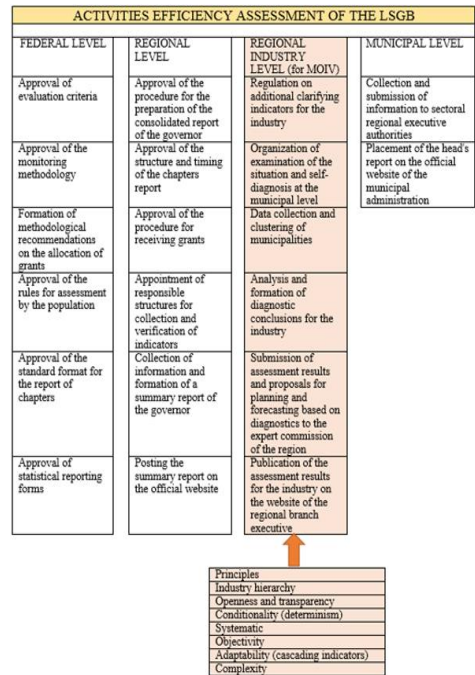 ACTIVITIES EFFICIENCY ASSESSMENT OF THE LSGB
FEDERAL LEVEL
Approval of
evaluation criteria
Approval of the
monitoring
methodology
Formation of
methodological
recommendations
on the allocation of
grants
Approval of the
rules for assessment
by the population
Approval of the
standard format for
the report of
chapters
Approval of
statistical reporting
forms
REGIONAL
LEVEL
Approval of the
procedure for the
preparation of the
consolidated report
of the governor
Approval of the
structure and timing
of the chapters
report
Approval of the
procedure for
receiving grants
Appointment of
responsible
structures for
collection and
verification of
indicators
Collection of
information and
formation of a
summary report of
the governor
Posting the
summary report on
the official website
REGIONAL
INDUSTRY
LEVEL (for MOIV)
Regulation on
additional clarifying
indicators for the
industry
Organization of
examination of the
situation and self-
diagnosis at the
municipal level
Data collection and
clustering of
municipalities
Analysis and
formation of
diagnostic
conclusions for the
industry
Submission of
assessment results
and proposals for
planning and
forecasting based on
diagnostics to the
expert commission
of the region
Publication of the
assessment results
for the industry on
the website of the
regional branch
executive
MUNICIPAL LEVEL
Collection and
submission of
information to sectoral
regional executive
authorities
Placement of the head's
report on the official
website of the
municipal
administration
Principles
Industry hierarchy
Openness and transparency
Conditionality (determinism)
Systematic
Objectivity
Adaptability (cascading indicators)
Complexity